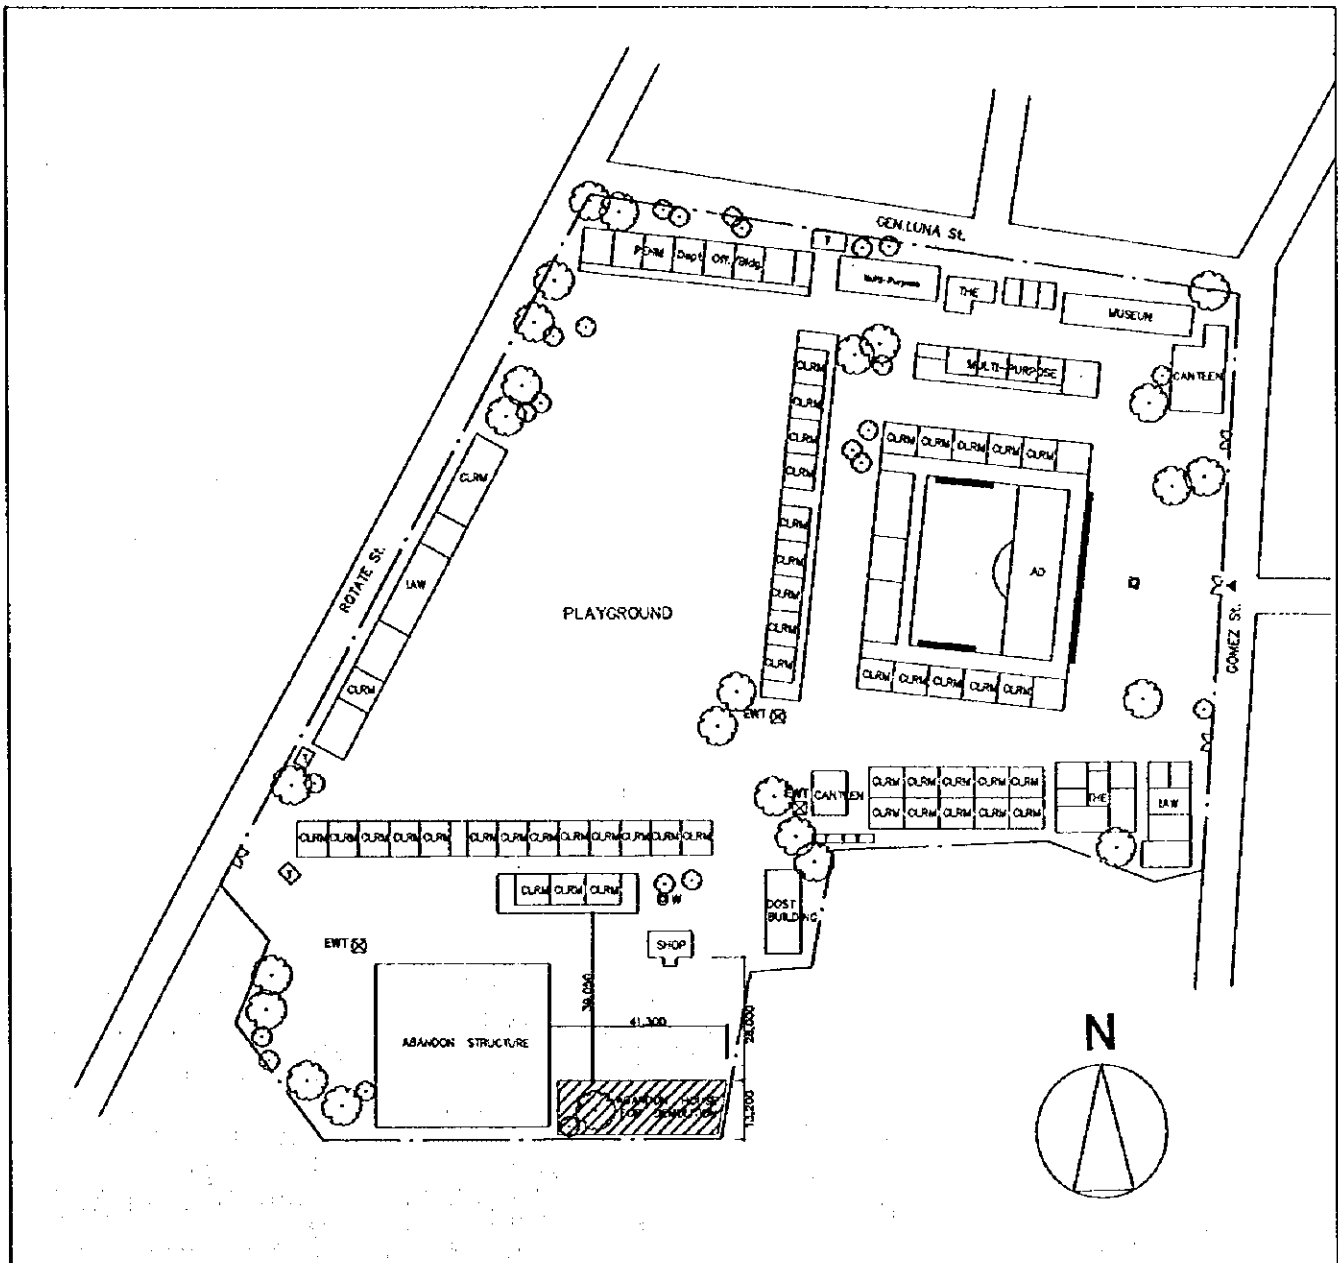 GEN.LUNA St.
Dept
Off.
Bldg.
T
Multi-Purpose
THE
MUSEUM
CLRM
MULTI-PURPOSE
CANTEEN
CLRM
CLRM CLRM CLRM CLRM CLRM
CLRM
CLRM
CLRM
CLRM
CLRM
LAW
ROTATE St.
CLRM
AD
PLAYGROUND
CLRM
CLRM
GOMEZ St.
CLRM
CLRM CLRM CLRM CLRM CLRM
CLRM
EWT
EWT
CANTEEN
CLRM CLRM CLRM CLRM CLRM
CLRM CLRM CLRM CLRM CLRM
THE
LAW
CLRM CLRM CLRM CLRM CLRM CLRM CLRM CLRM CLRM CLRM CLRM CLRM CLRM
S
CLRM CLRM CLRM
W
DOST
BUILDING
EWT
SHOP
39,000
41,300
28,000
ABANDON STRUCTURE
ABANDON HOUSE
FOR DEMOLITION
13,200
N